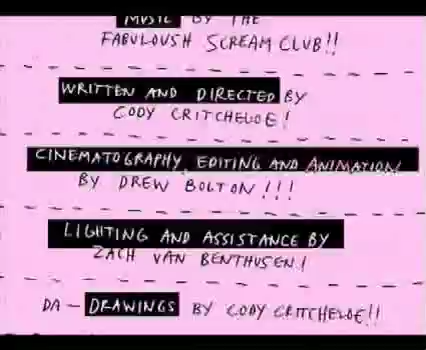 MUSIC BY THE
FABULOUSH SCREAM CLUB!!
WRITTEN AND DIRECTED BY
CODY CRITCHELOE!
CINEMATOGRAPHY, EDITING AND ANIMATION
BY DREW BOLTON!!!
LIGHTING AND ASSISTANCE BY
ZACH VAN BENTHUSEN!
DA - DRAWINGS BY CODY CRITCHELOE!!